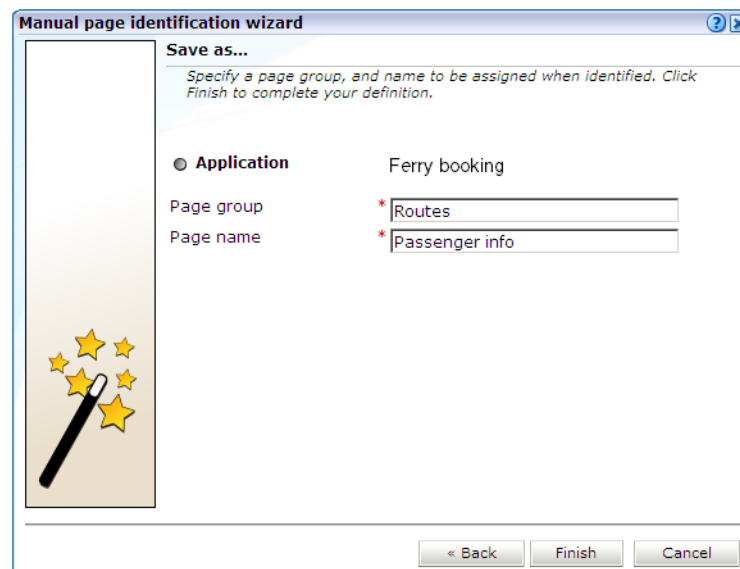 Manual page identification wizard
Save as...
Specify a page group, and name to be assigned when identified. Click
Finish to complete your definition.
Application Ferry booking
Page group * Routes
Page name * Passenger info
« Back Finish Cancel